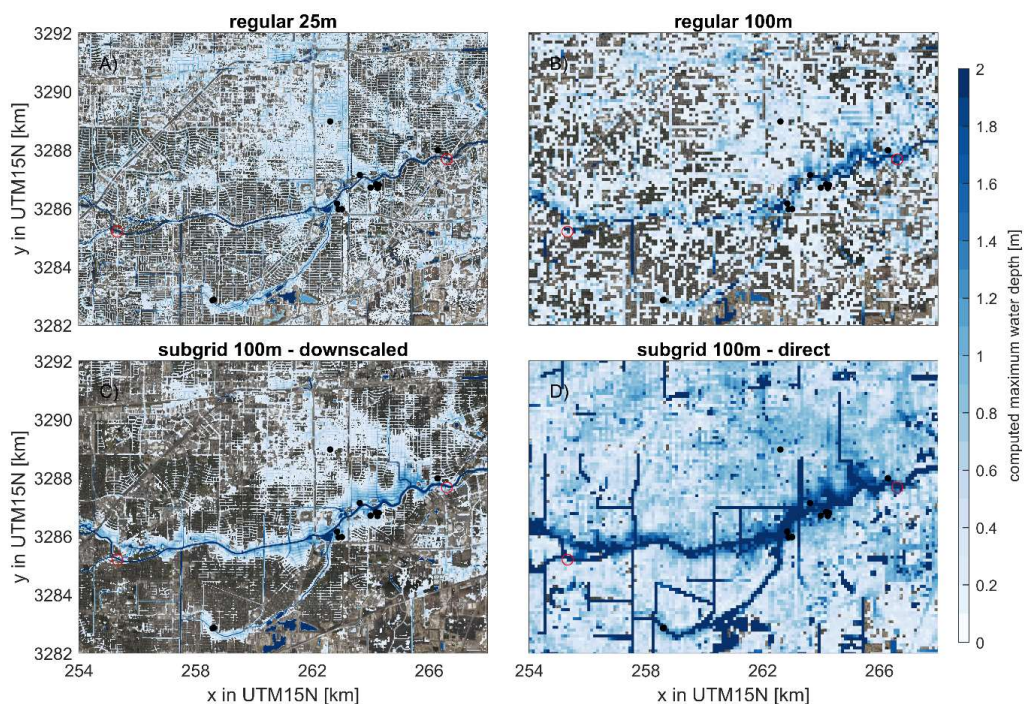 regular 25m
regular 100m
3292
3290
3288
3286
3284
3282
y in UTM15N [km]
A)
B)
2
1.8
1.6
1.4
1.2
1
0.8
0.6
0.4
0.2
0
computed maximum water depth [m]
subgrid 100m - downscaled
subgrid 100m - direct
3292
3290
3288
3286
3284
3282
y in UTM15N [km]
C)
D)
254
258
262
266
254
258
262
266
x in UTM15N [km]
x in UTM15N [km]